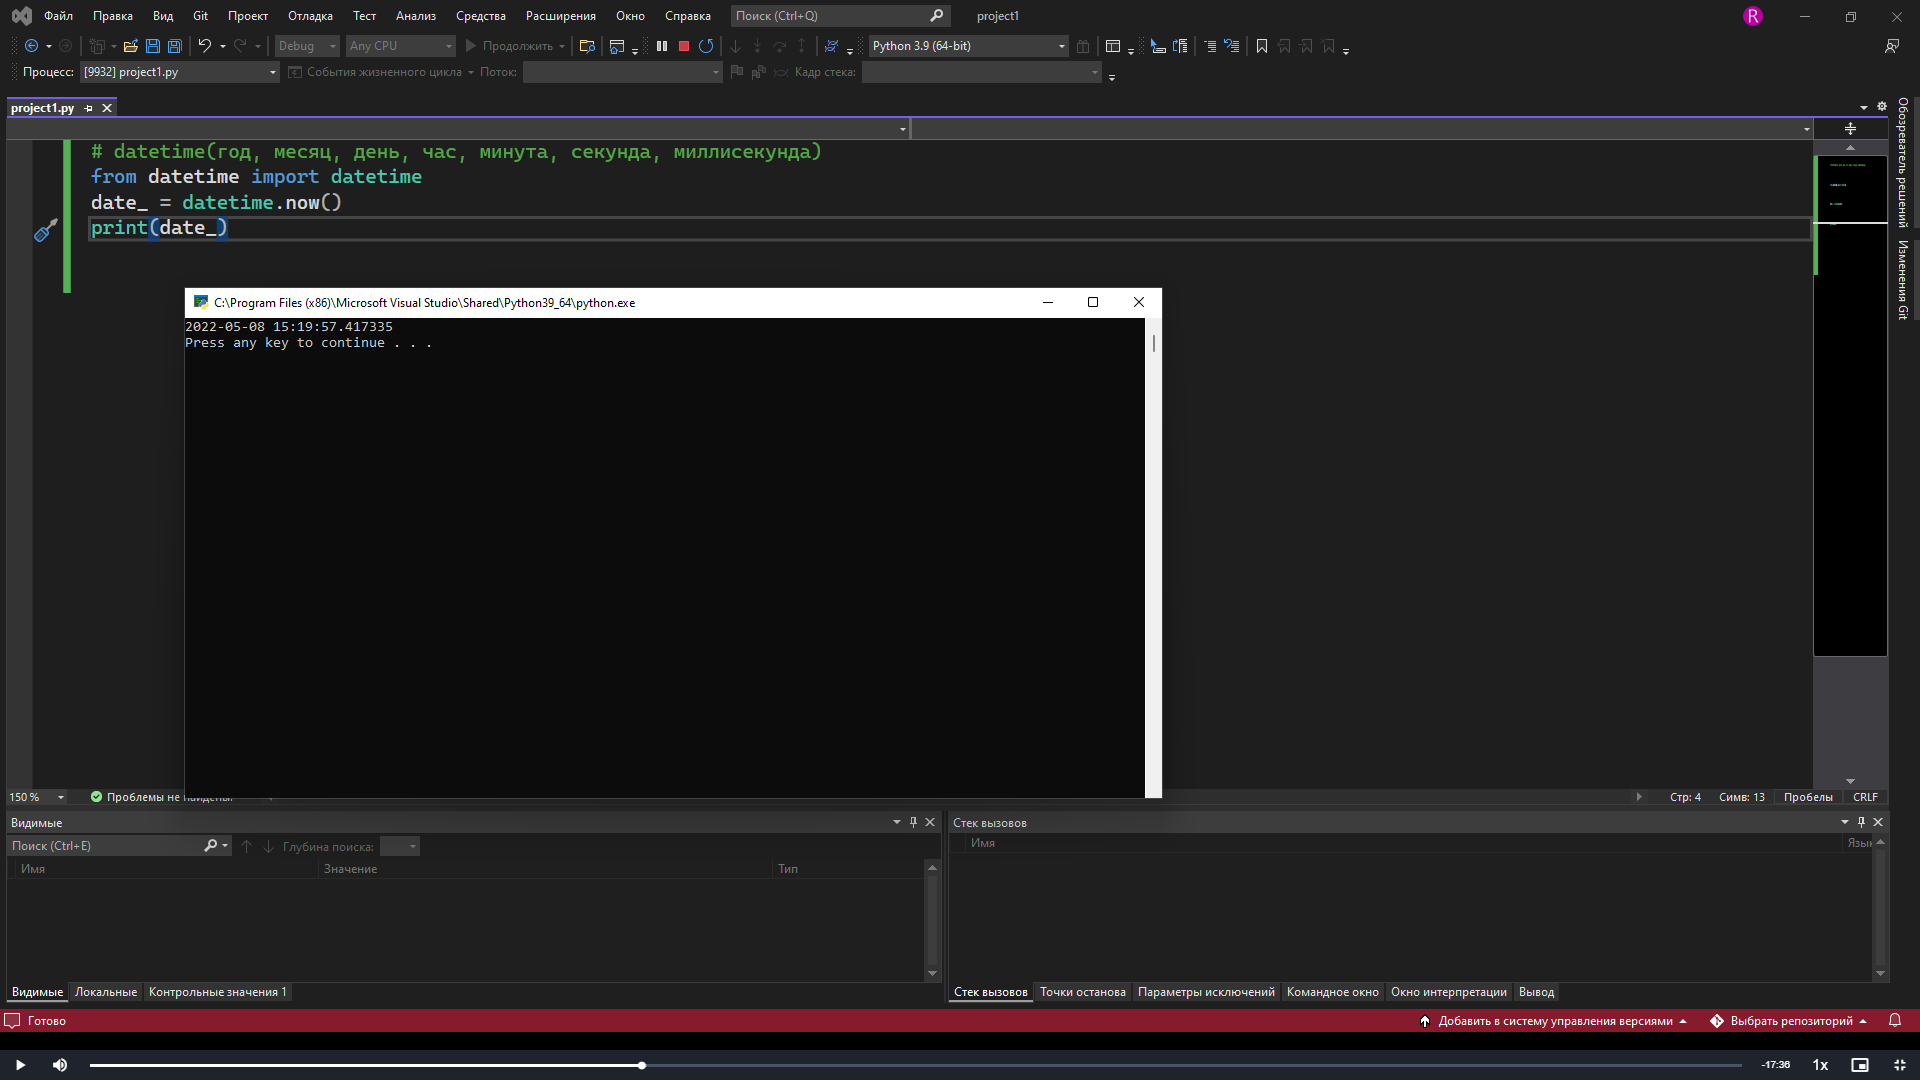 Файл Правка Вид Git Проект Отладка Тест Анализ Средства Расширения Окно Справка Поиск (Ctrl+Q) project1 R
Debug Any CPU Продолжить Python 3.9 (64-bit)
Процесс: [9932] project1.py События жизненного цикла Поток: Кадр стека:
project1.py
# datetime(год, месяц, день, час, минута, секунда, миллисекунда)
from datetime import datetime
date_ = datetime.now()
print(date_)
Обозреватель решений
Изменения Git
C:\Program Files (x86)\Microsoft Visual Studio\Shared\Python39_64\python.exe
2022-05-08 15:19:57.417335
Press any key to continue . . .
150 % Проблемы не найдены. Стр: 4 Симв: 13 Пробелы CRLF
Видимые
Поиск (Ctrl+E) Глубина поиска:
Имя Значение Тип
Видимые Локальные Контрольные значения 1
Стек вызовов
Имя Язык
Стек вызовов Точки останова Параметры исключений Командное окно Окно интерпретации Вывод
Готово Добавить в систему управления версиями Выбрать репозиторий
-17:36 1x